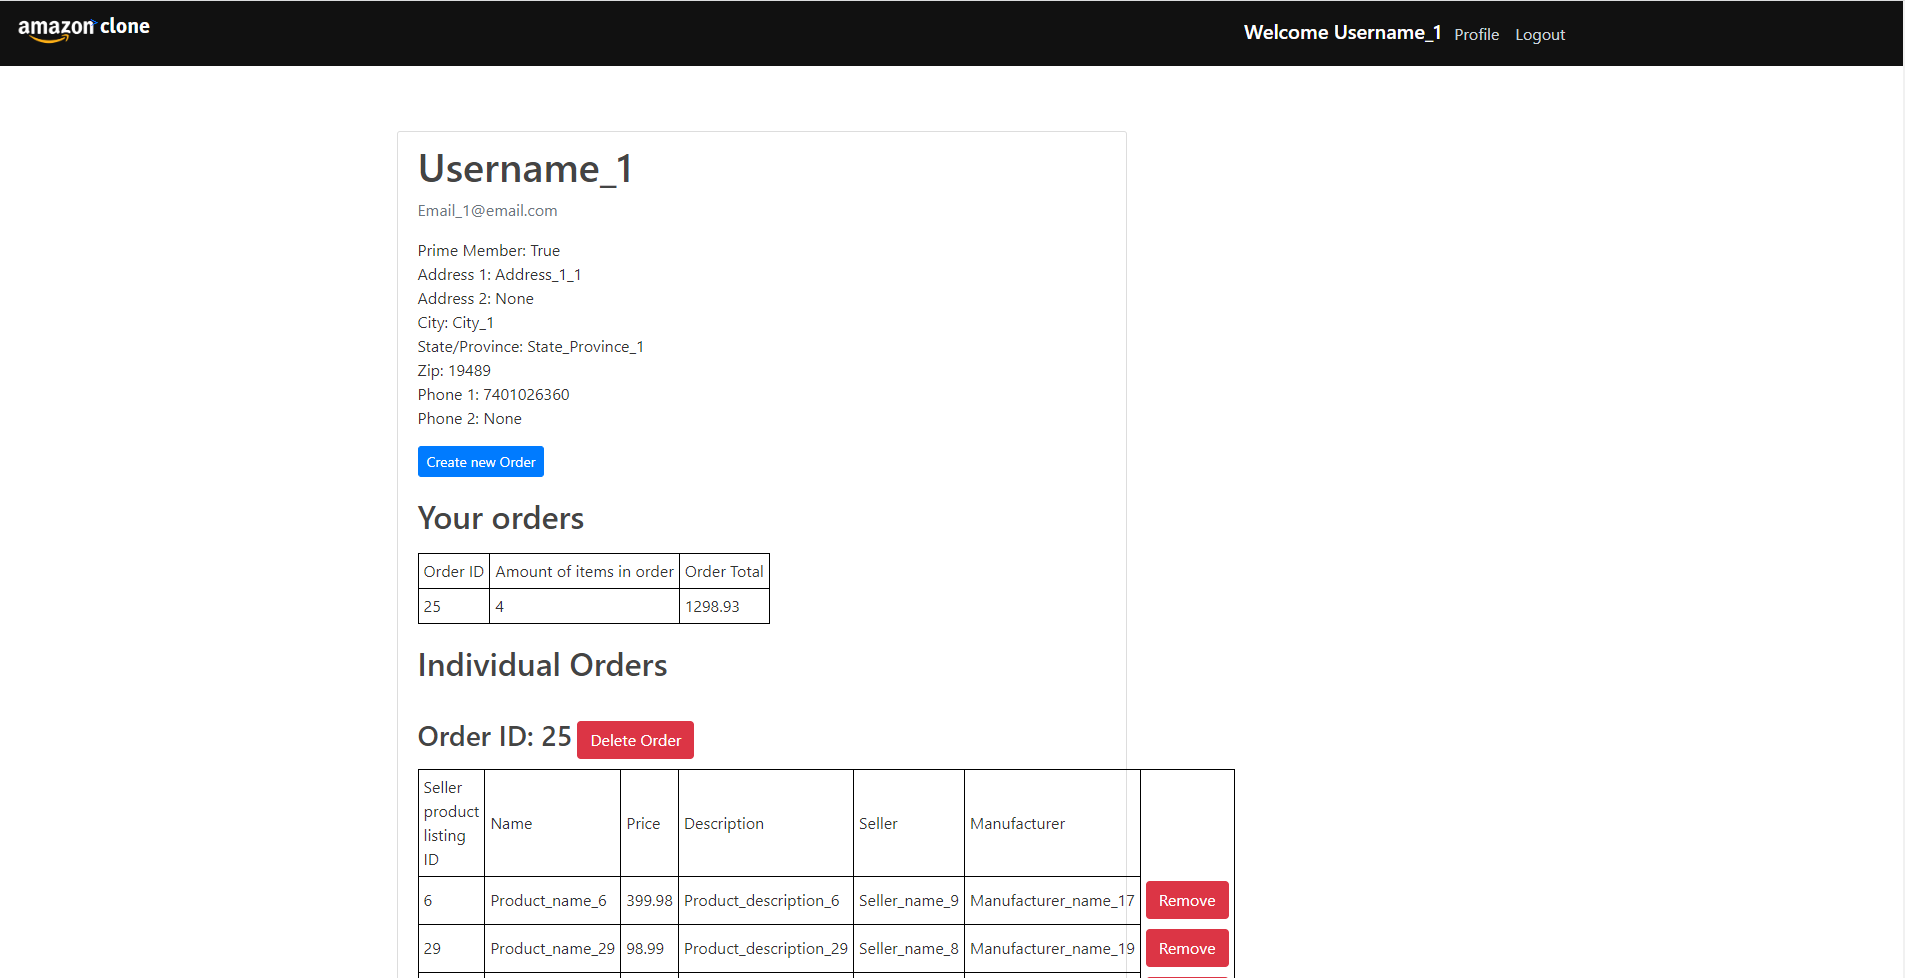 amazon clone
Welcome Username_1 Profile Logout
Username_1
Email_1@email.com
Prime Member: True
Address 1: Address_1_1
Address 2: None
City: City_1
State/Province: State_Province_1
Zip: 19489
Phone 1: 7401026360
Phone 2: None
Create new Order
Your orders
Order ID Amount of items in order Order Total
25 4 1298.93
Individual Orders
Order ID: 25 Delete Order
Seller product listing ID Name Price Description Seller Manufacturer
6 Product_name_6 399.98 Product_description_6 Seller_name_9 Manufacturer_name_17 Remove
29 Product_name_29 98.99 Product_description_29 Seller_name_8 Manufacturer_name_19 Remove